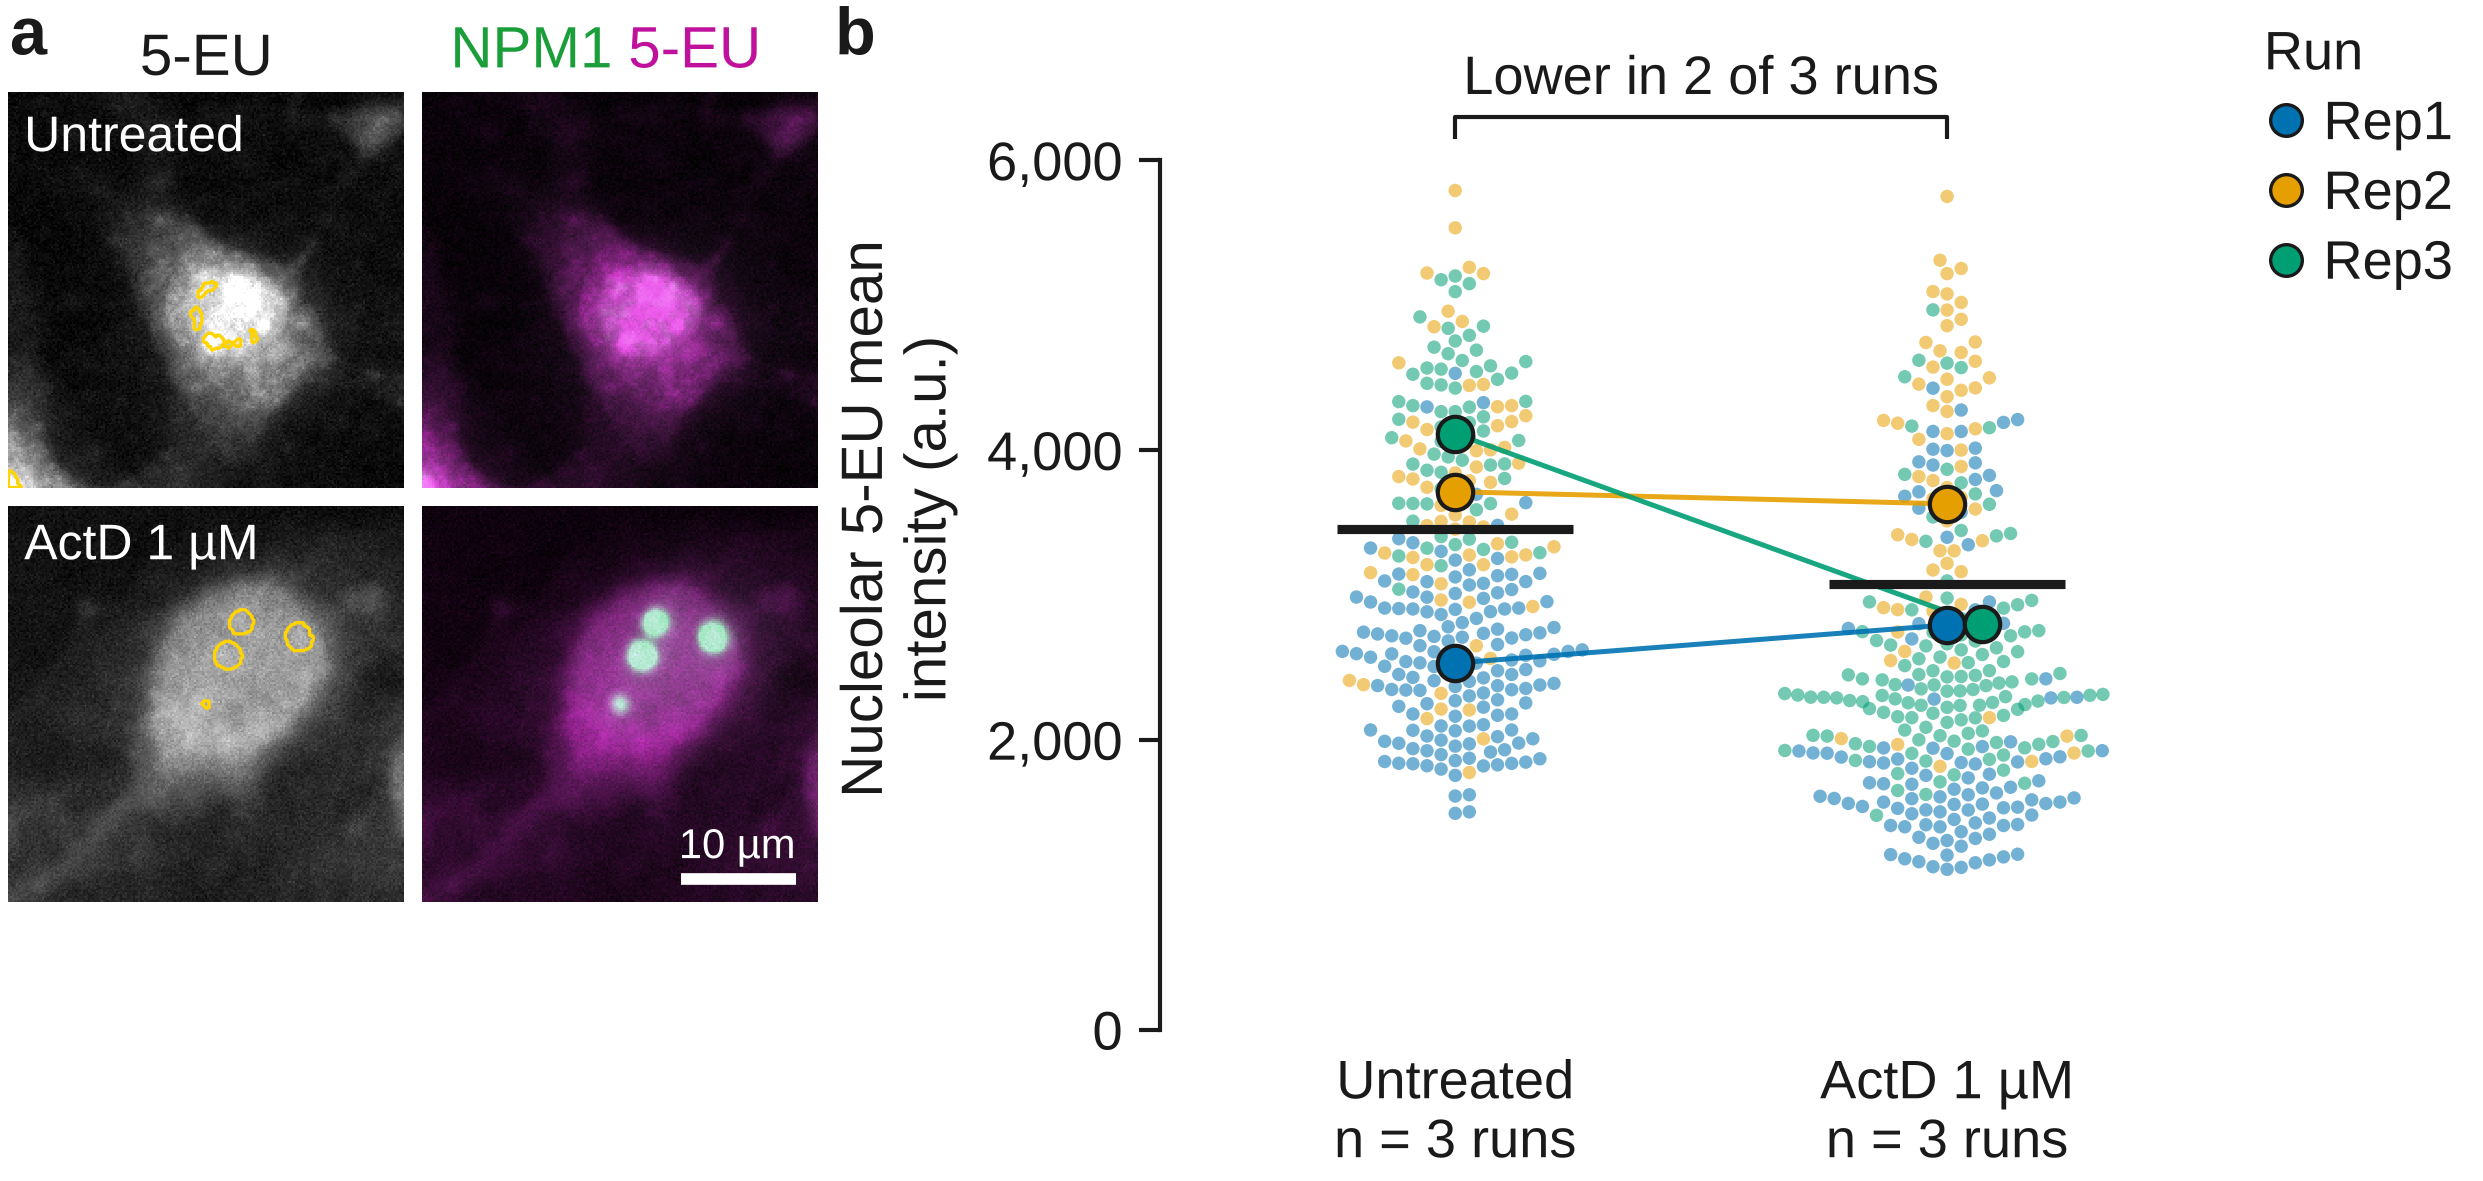 a
5-EU
NPM1 5-EU
Untreated
ActD 1 µM
10 µm
b
Lower in 2 of 3 runs
Nucleolar 5-EU mean
intensity (a.u.)
6,000
4,000
2,000
0
Untreated
n = 3 runs
ActD 1 µM
n = 3 runs
Run
Rep1
Rep2
Rep3